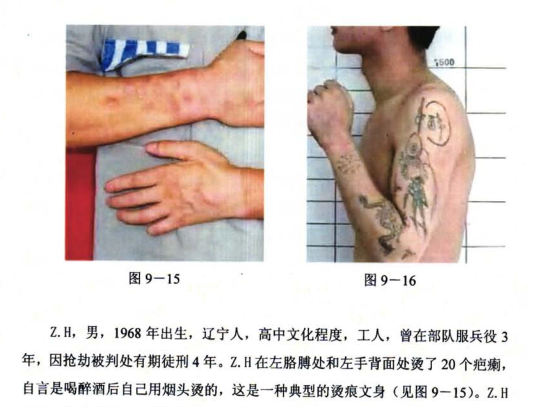 1500
图 9－15
图 9－16
Z.H，男，1968 年出生，辽宁人，高中文化程度，工人，曾在部队服兵役 3
年，因抢劫被判处有期徒刑 4 年。Z.H 在左胳膊处和左手背面处烫了 20 个疤瘌，
自言是喝醉酒后自己用烟头烫的，这是一种典型的烫痕文身（见图 9－15）。Z.H